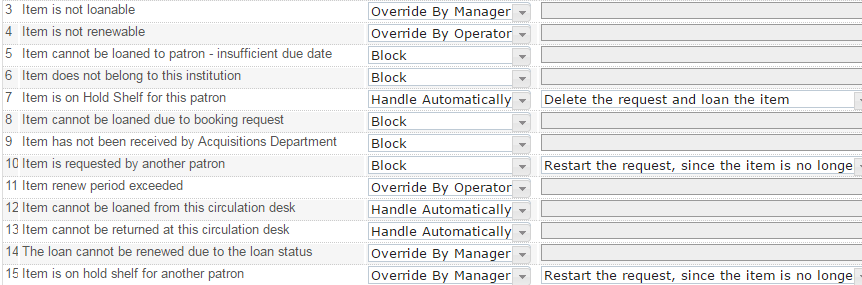 3 Item is not loanable Override By Manager
4 Item is not renewable Override By Operator
5 Item cannot be loaned to patron - insufficient due date Block
6 Item does not belong to this institution Block
7 Item is on Hold Shelf for this patron Handle Automatically Delete the request and loan the item
8 Item cannot be loaned due to booking request Block
9 Item has not been received by Acquisitions Department Block
10 Item is requested by another patron Block Restart the request, since the item is no longe
11 Item renew period exceeded Override By Operator
12 Item cannot be loaned from this circulation desk Handle Automatically
13 Item cannot be returned at this circulation desk Handle Automatically
14 The loan cannot be renewed due to the loan status Override By Manager
15 Item is on hold shelf for another patron Override By Manager Restart the request, since the item is no longe